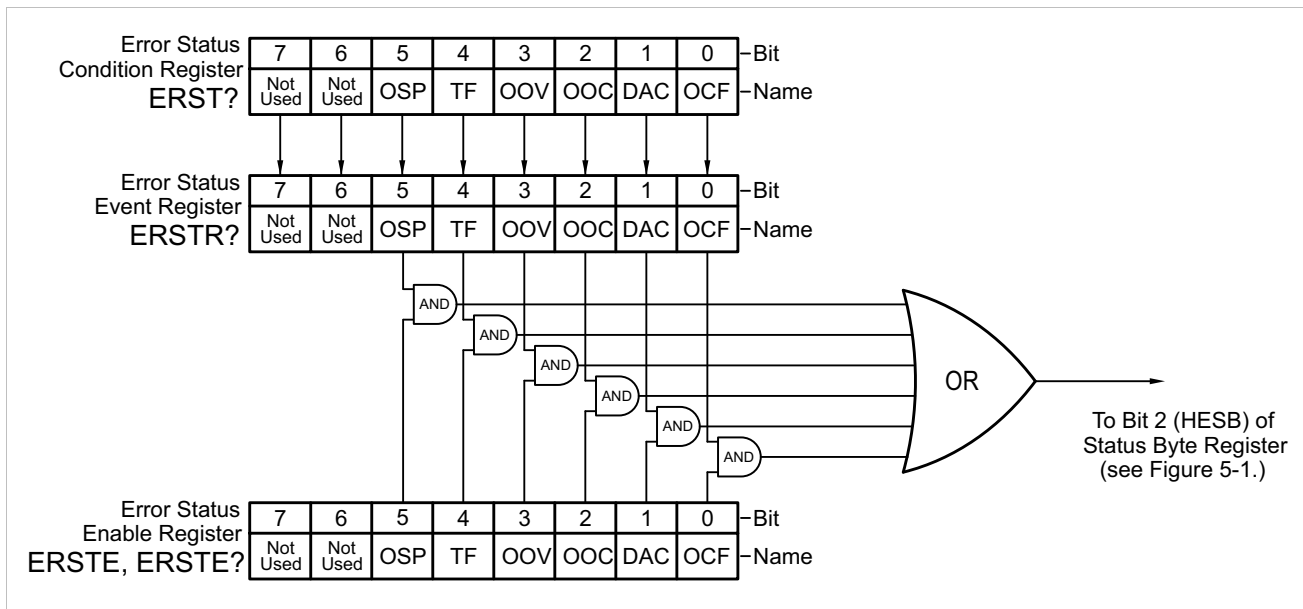 Error Status
Condition Register
ERST?
7 6 5 4 3 2 1 0 –Bit
Not Used Not Used OSP TF OOV OOC DAC OCF –Name
Error Status
Event Register
ERSTR?
7 6 5 4 3 2 1 0 –Bit
Not Used Not Used OSP TF OOV OOC DAC OCF –Name
AND
AND
AND
AND
AND
AND
OR
To Bit 2 (HESB) of
Status Byte Register
(see Figure 5-1.)
Error Status
Enable Register
ERSTE, ERSTE?
7 6 5 4 3 2 1 0 –Bit
Not Used Not Used OSP TF OOV OOC DAC OCF –Name